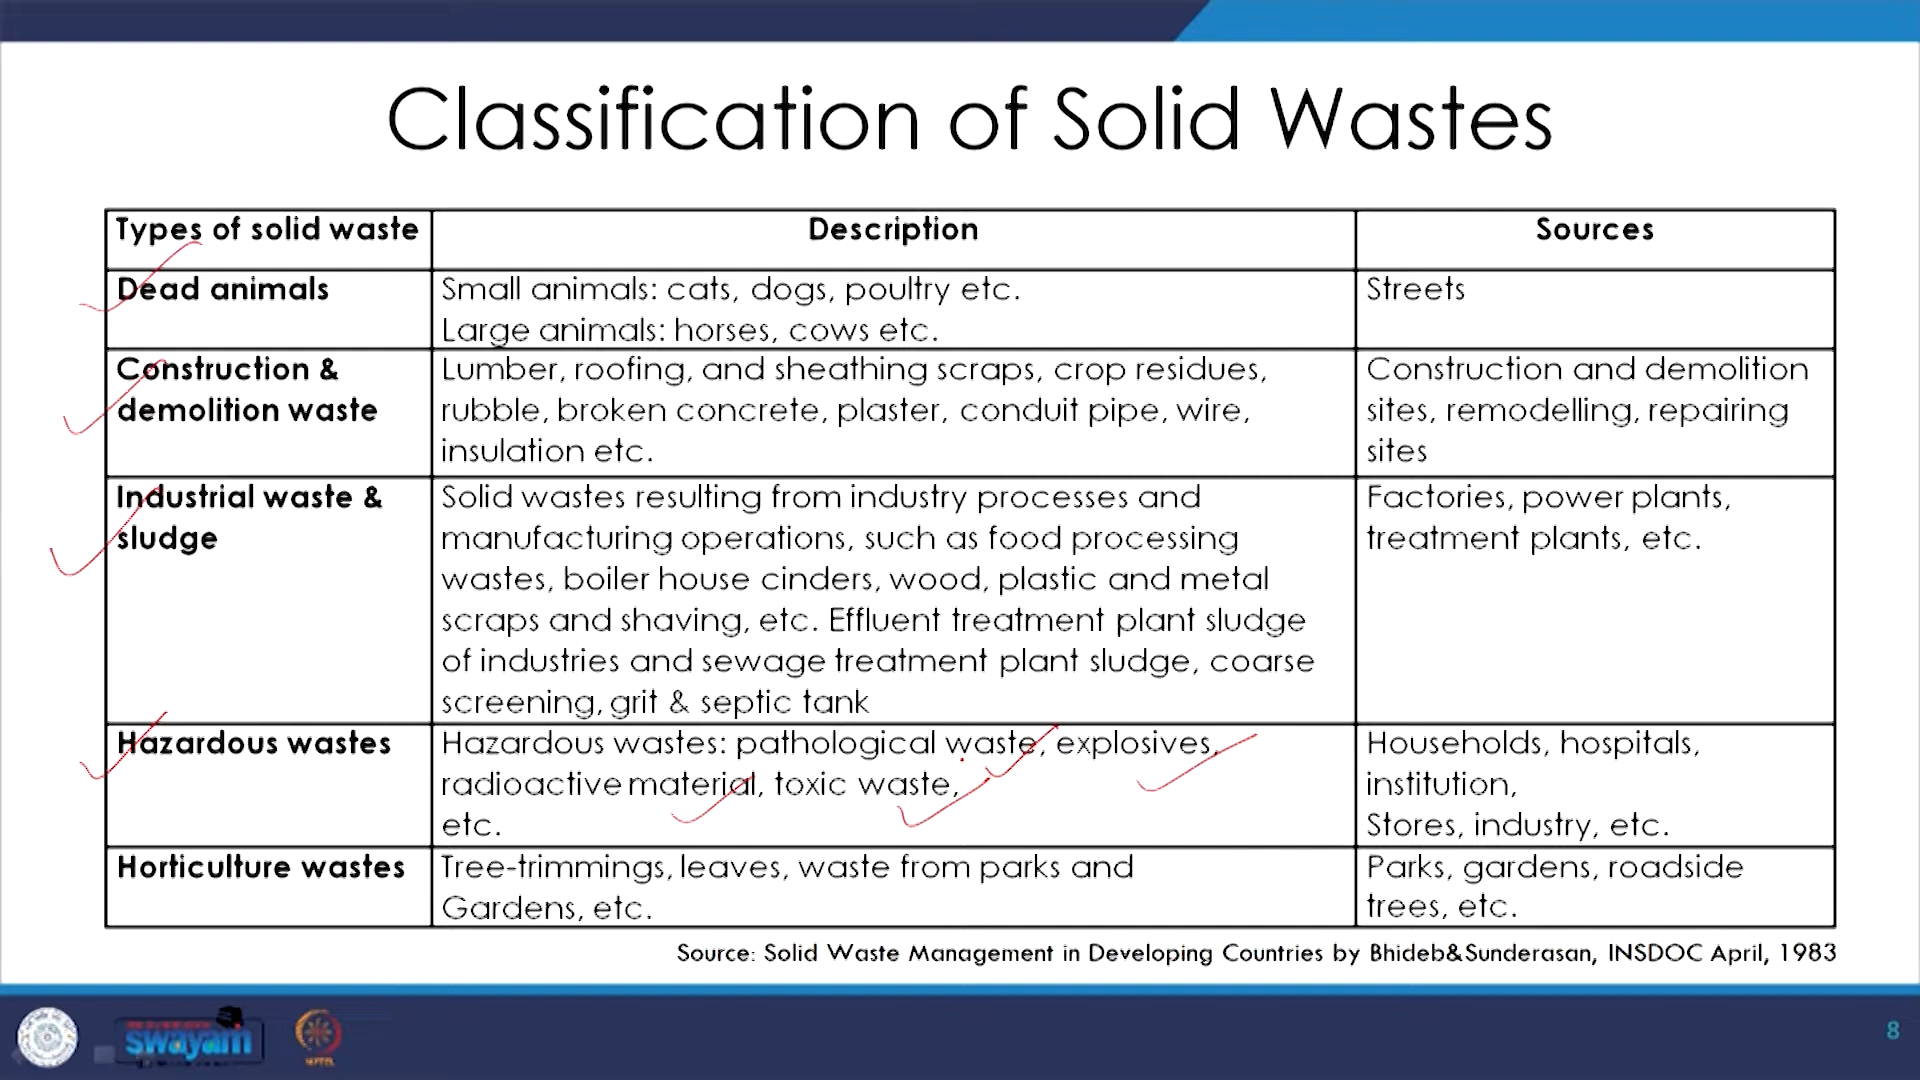 Classification of Solid Wastes
Types of solid waste
Description
Sources
Dead animals
Small animals: cats, dogs, poultry etc.
Large animals: horses, cows etc.
Streets
Construction &
demolition waste
Lumber, roofing, and sheathing scraps, crop residues,
rubble, broken concrete, plaster, conduit pipe, wire,
insulation etc.
Construction and demolition
sites, remodelling, repairing
sites
Industrial waste &
sludge
Solid wastes resulting from industry processes and
manufacturing operations, such as food processing
wastes, boiler house cinders, wood, plastic and metal
scraps and shaving, etc. Effluent treatment plant sludge
of industries and sewage treatment plant sludge, coarse
screening, grit & septic tank
Factories, power plants,
treatment plants, etc.
Hazardous wastes
Hazardous wastes: pathological waste, explosives,
radioactive material, toxic waste,
etc.
Households, hospitals,
institution,
Stores, industry, etc.
Horticulture wastes
Tree-trimmings, leaves, waste from parks and
Gardens, etc.
Parks, gardens, roadside
trees, etc.
Source: Solid Waste Management in Developing Countries by Bhideb&Sunderasan, INSDOC April, 1983
swayam
8